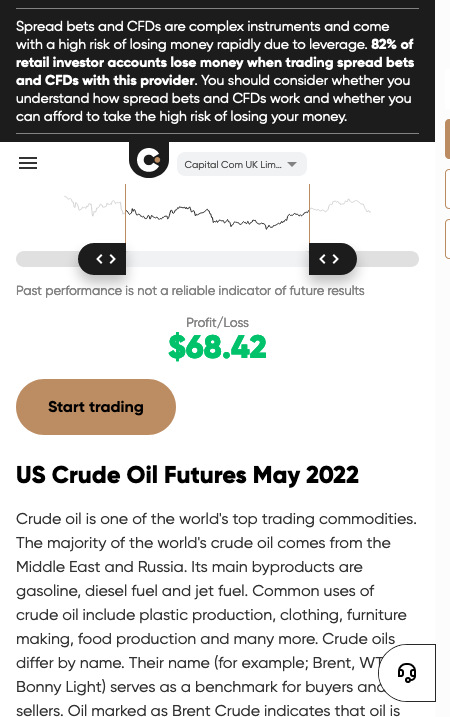 Spread bets and CFDs are complex instruments and come
with a high risk of losing money rapidly due to leverage. 82% of
retail investor accounts lose money when trading spread bets
and CFDs with this provider. You should consider whether you
understand how spread bets and CFDs work and whether you
can afford to take the high risk of losing your money.
Capital Com UK Lim...
Past performance is not a reliable indicator of future results
Profit/Loss
$68.42
Start trading
US Crude Oil Futures May 2022
Crude oil is one of the world's top trading commodities.
The majority of the world's crude oil comes from the
Middle East and Russia. Its main byproducts are
gasoline, diesel fuel and jet fuel. Common uses of
crude oil include plastic production, clothing, furniture
making, food production and many more. Crude oils
differ by name. Their name (for example; Brent,
Bonny Light) serves as a benchmark for buyers and
sellers. Oil marked as Brent Crude indicates that oil is